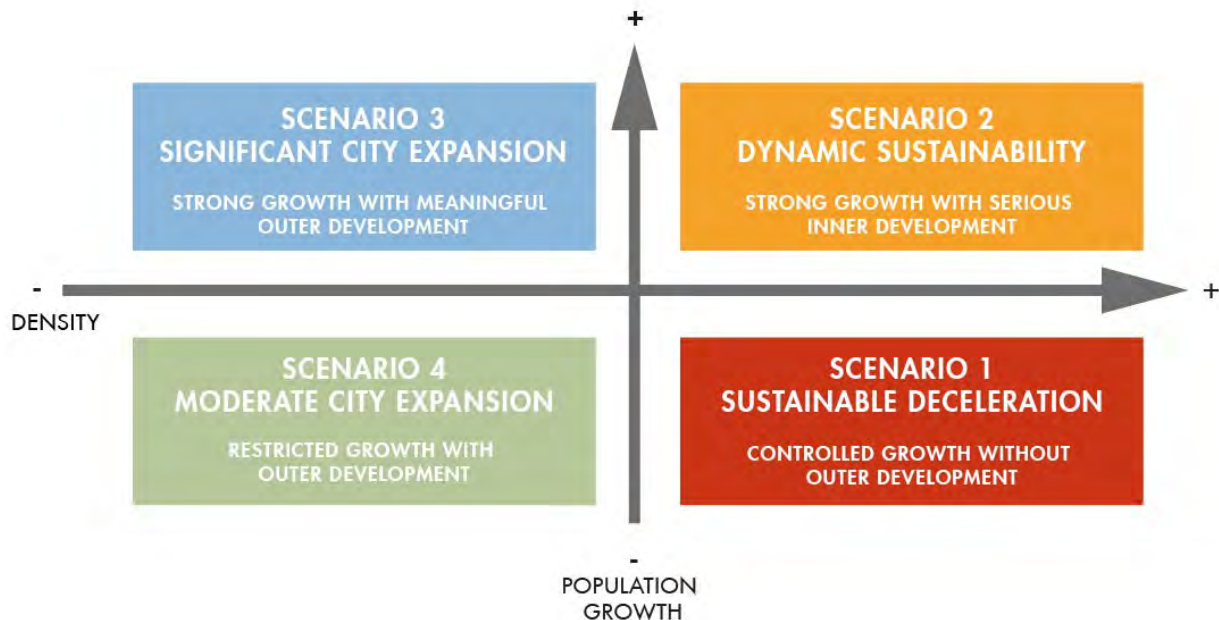 +
SCENARIO 3
SIGNIFICANT CITY EXPANSION
STRONG GROWTH WITH MEANINGFUL
OUTER DEVELOPMENT
SCENARIO 2
DYNAMIC SUSTAINABILITY
STRONG GROWTH WITH SERIOUS
INNER DEVELOPMENT
-
+
DENSITY
SCENARIO 4
MODERATE CITY EXPANSION
RESTRICTED GROWTH WITH
OUTER DEVELOPMENT
SCENARIO 1
SUSTAINABLE DECELERATION
CONTROLLED GROWTH WITHOUT
OUTER DEVELOPMENT
-
POPULATION
GROWTH